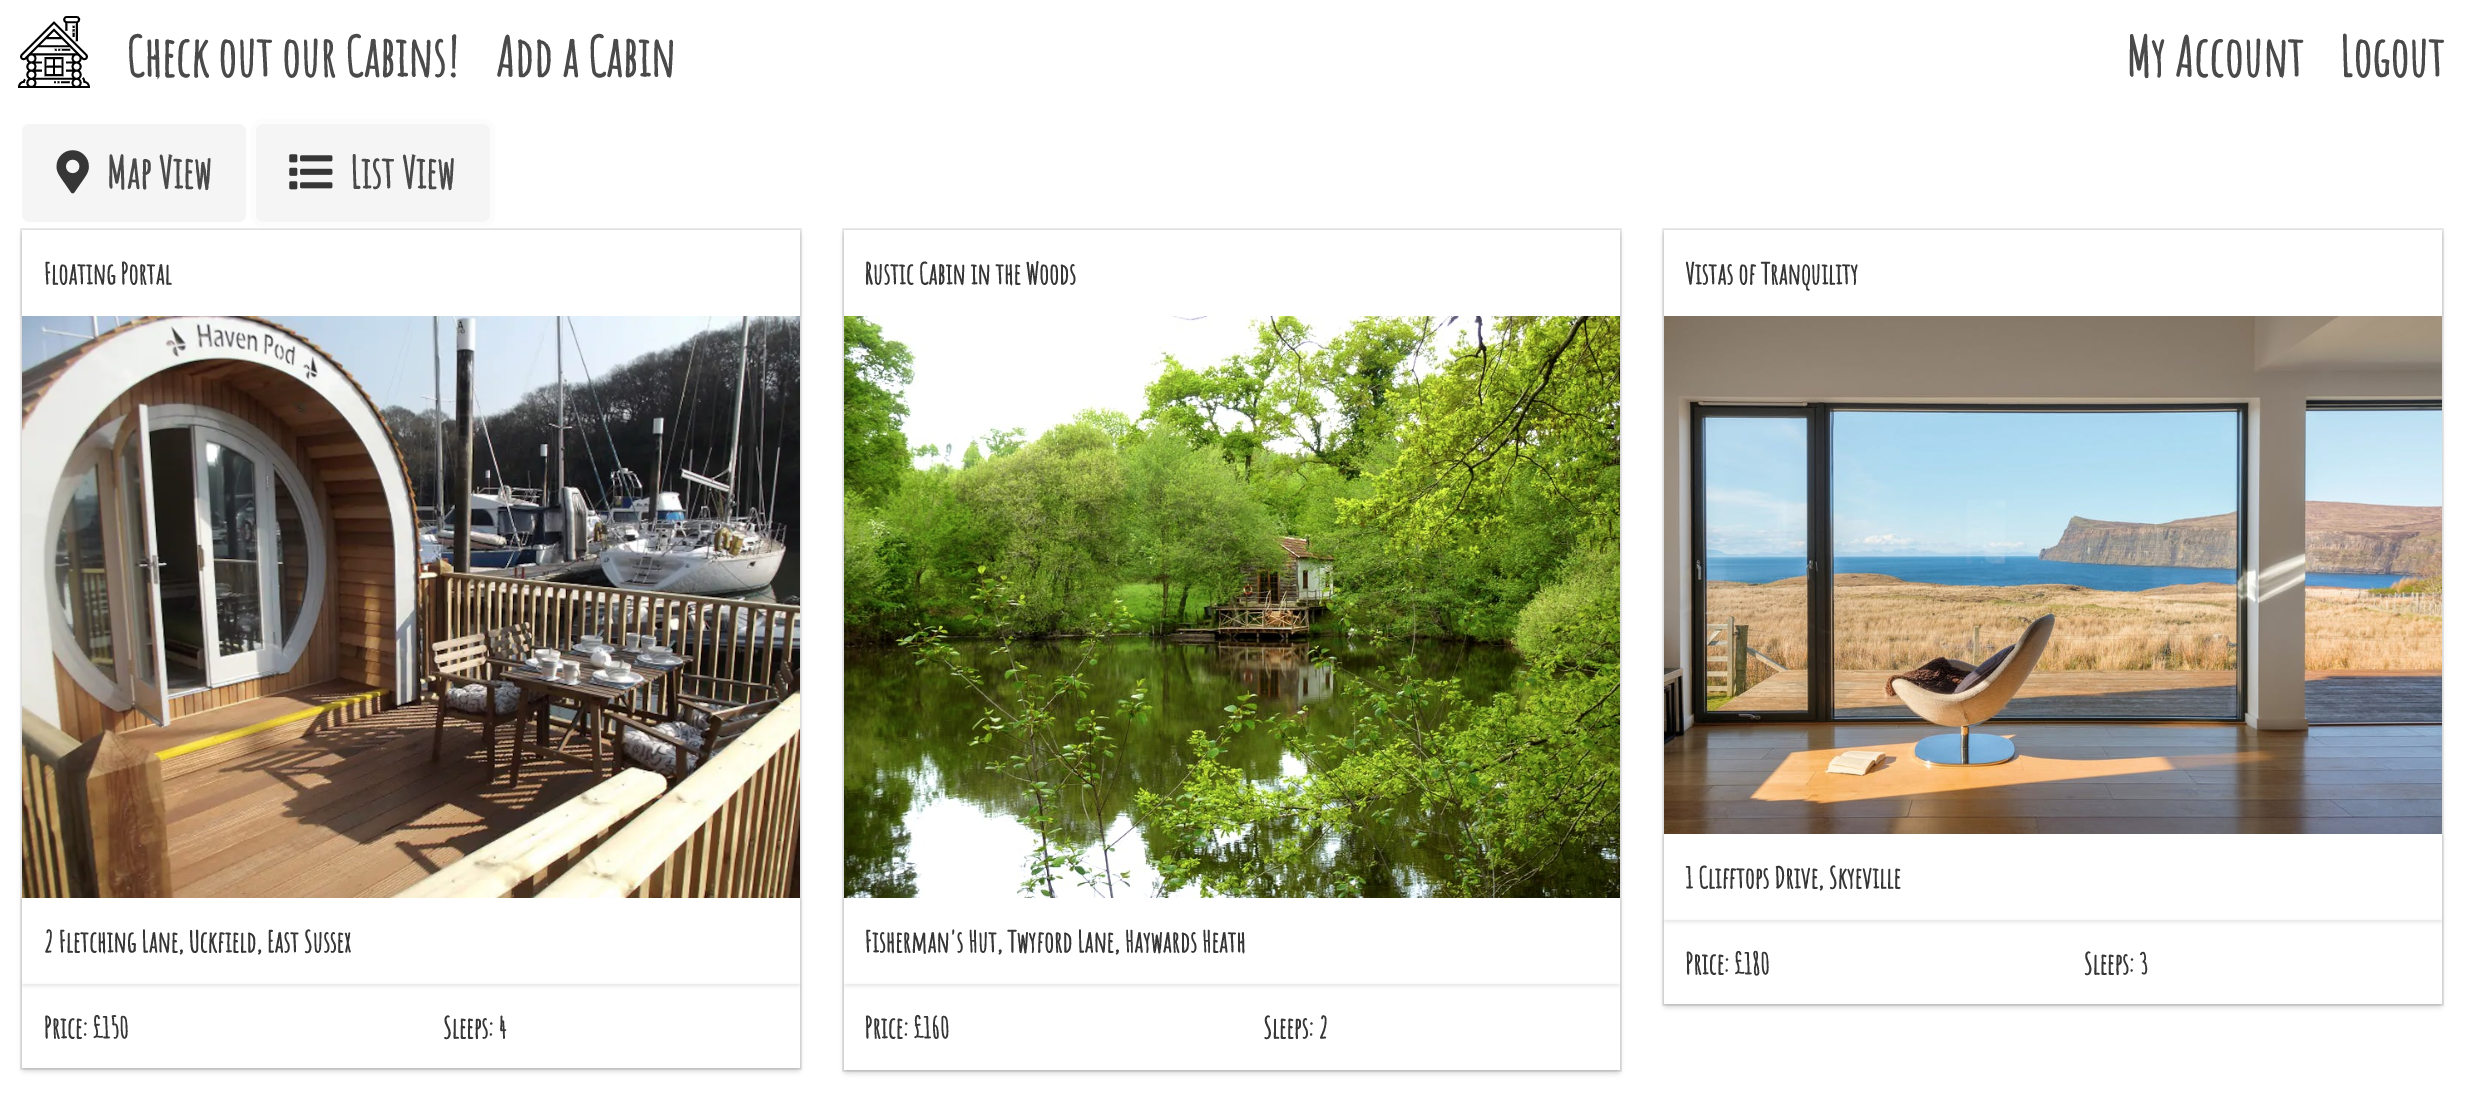 Check out our Cabins! Add a Cabin My Account Logout
Map View List View
Floating Portal
Haven Pod
2 Fletching Lane, Uckfield, East Sussex
Price: £150 Sleeps: 4
Rustic Cabin in the Woods
Fisherman's Hut, Twyford Lane, Haywards Heath
Price: £160 Sleeps: 2
Vistas of Tranquility
1 Clifftops Drive, Skyeville
Price: £180 Sleeps: 3